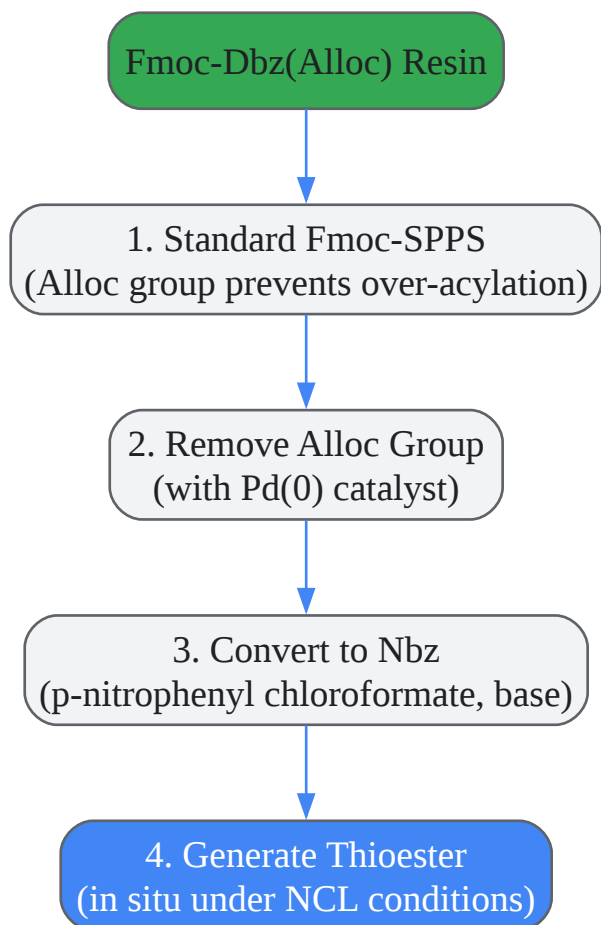 Fmoc-Dbz(Alloc) Resin
1. Standard Fmoc-SPPS
(Alloc group prevents over-acylation)
2. Remove Alloc Group
(with Pd(0) catalyst)
3. Convert to Nbz
(p-nitrophenyl chloroformate, base)
4. Generate Thioester
(in situ under NCL conditions)